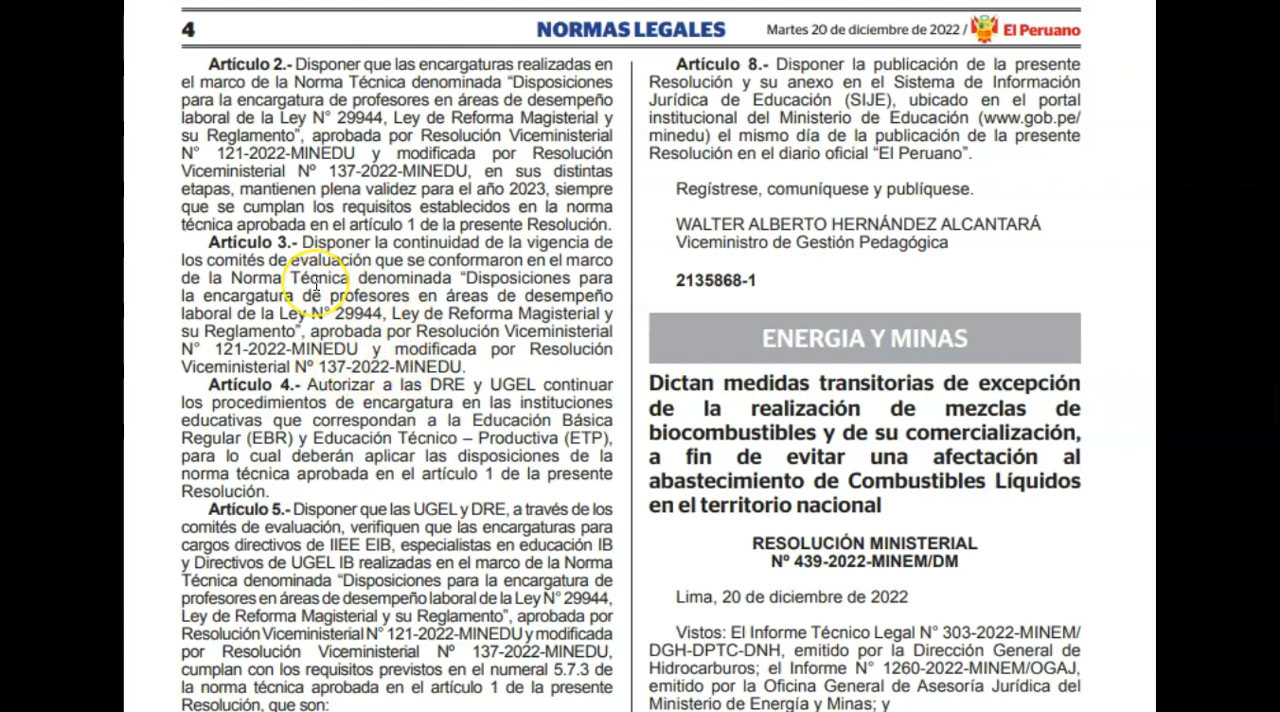 4
NORMAS LEGALES
Martes 20 de diciembre de 2022 /
El Peruano
Artículo 2.- Disponer que las encargaturas realizadas en
el marco de la Norma Técnica denominada “Disposiciones
para la encargatura de profesores en áreas de desempeño
laboral de la Ley N° 29944, Ley de Reforma Magisterial y
su Reglamento”, aprobada por Resolución Viceministerial
N° 121-2022-MINEDU y modificada por Resolución
Viceministerial Nº 137-2022-MINEDU, en sus distintas
etapas, mantienen plena validez para el año 2023, siempre
que se cumplan los requisitos establecidos en la norma
técnica aprobada en el artículo 1 de la presente Resolución.
Artículo 3.- Disponer la continuidad de la vigencia de
los comités de evaluación que se conformaron en el marco
de la Norma Técnica denominada “Disposiciones para
la encargatura de profesores en áreas de desempeño
laboral de la Ley N° 29944, Ley de Reforma Magisterial y
su Reglamento”, aprobada por Resolución Viceministerial
N° 121-2022-MINEDU y modificada por Resolución
Viceministerial Nº 137-2022-MINEDU.
Artículo 4.- Autorizar a las DRE y UGEL continuar
los procedimientos de encargatura en las instituciones
educativas que correspondan a la Educación Básica
Regular (EBR) y Educación Técnico – Productiva (ETP),
para lo cual deberán aplicar las disposiciones de la
norma técnica aprobada en el artículo 1 de la presente
Resolución.
Artículo 5.- Disponer que las UGEL y DRE, a través de los
comités de evaluación, verifiquen que las encargaturas para
cargos directivos de IIEE EIB, especialistas en educación IB
y Directivos de UGEL IB realizadas en el marco de la Norma
Técnica denominada “Disposiciones para la encargatura de
profesores en áreas de desempeño laboral de la Ley N° 29944,
Ley de Reforma Magisterial y su Reglamento”, aprobada por
Resolución Viceministerial N° 121-2022-MINEDU y modificada
por Resolución Viceministerial Nº 137-2022-MINEDU,
cumplan con los requisitos previstos en el numeral 5.7.3 de
la norma técnica aprobada en el artículo 1 de la presente
Resolución, que son:
Artículo 8.- Disponer la publicación de la presente
Resolución y su anexo en el Sistema de Información
Jurídica de Educación (SIJE), ubicado en el portal
institucional del Ministerio de Educación (www.gob.pe/
minedu) el mismo día de la publicación de la presente
Resolución en el diario oficial “El Peruano”.
Regístrese, comuníquese y publíquese.
WALTER ALBERTO HERNÁNDEZ ALCANTARÁ
Viceministro de Gestión Pedagógica
2135868-1
ENERGIA Y MINAS
Dictan medidas transitorias de excepción
de la realización de mezclas de
biocombustibles y de su comercialización,
a fin de evitar una afectación al
abastecimiento de Combustibles Líquidos
en el territorio nacional
RESOLUCIÓN MINISTERIAL
Nº 439-2022-MINEM/DM
Lima, 20 de diciembre de 2022
Vistos: El Informe Técnico Legal N° 303-2022-MINEM/
DGH-DPTC-DNH, emitido por la Dirección General de
Hidrocarburos; el Informe N° 1260-2022-MINEM/OGAJ,
emitido por la Oficina General de Asesoría Jurídica del
Ministerio de Energía y Minas; y